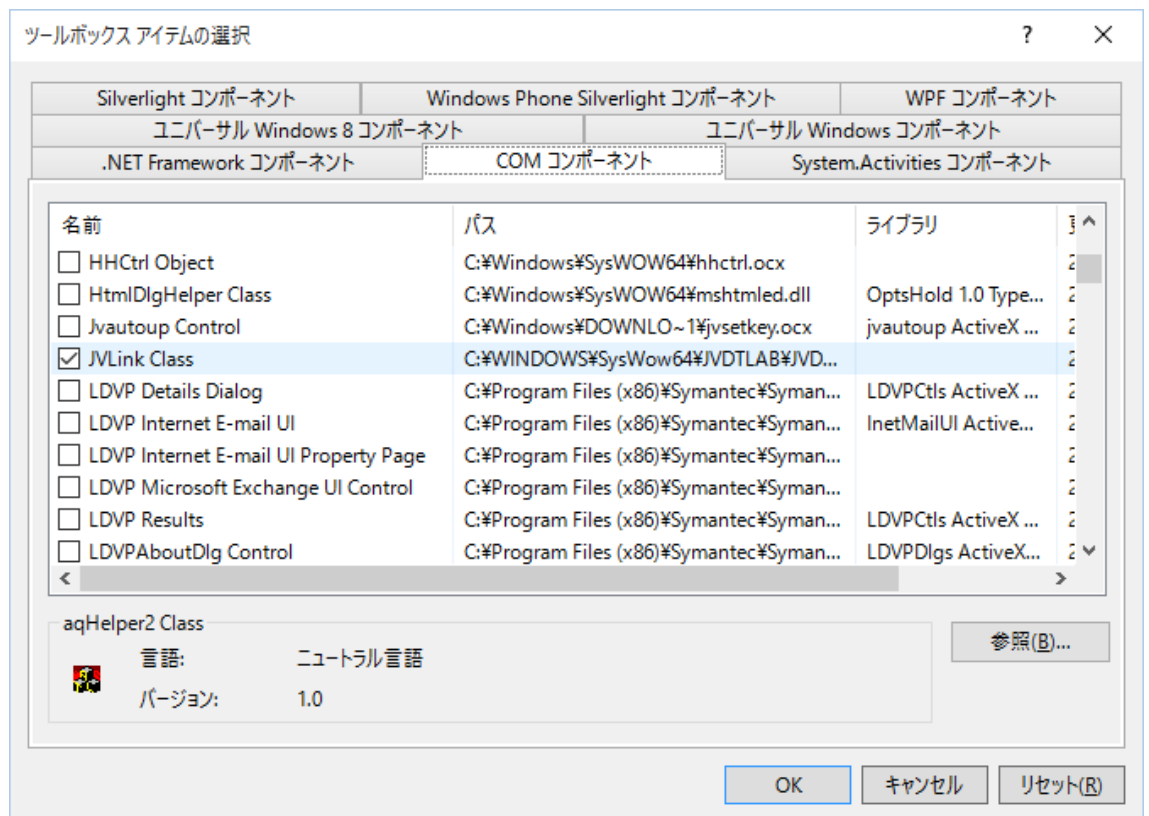 ツールボックス アイテムの選択
Silverlight コンポーネント Windows Phone Silverlight コンポーネント WPF コンポーネント
ユニバーサル Windows 8 コンポーネント ユニバーサル Windows コンポーネント
.NET Framework コンポーネント COM コンポーネント System.Activities コンポーネント
名前 パス ライブラリ
HHCtrl Object C:¥Windows¥SysWOW64¥hhctrl.ocx
HtmlDlgHelper Class C:¥Windows¥SysWOW64¥mshtmled.dll OptsHold 1.0 Type...
Jvautoup Control C:¥Windows¥DOWNLO~1¥jvsetkey.ocx jvautoup ActiveX ...
JVLink Class C:¥WINDOWS¥SysWow64¥JVDTLAB¥JVD...
LDVP Details Dialog C:¥Program Files (x86)¥Symantec¥Syman... LDVPCtls ActiveX ...
LDVP Internet E-mail UI C:¥Program Files (x86)¥Symantec¥Syman... InetMailUI Active...
LDVP Internet E-mail UI Property Page C:¥Program Files (x86)¥Symantec¥Syman...
LDVP Microsoft Exchange UI Control C:¥Program Files (x86)¥Symantec¥Syman...
LDVP Results C:¥Program Files (x86)¥Symantec¥Syman... LDVPCtls ActiveX ...
LDVPAboutDlg Control C:¥Program Files (x86)¥Symantec¥Syman... LDVPDlgs ActiveX...
aqHelper2 Class
参照(B)...
言語: ニュートラル言語
バージョン: 1.0
OK キャンセル リセット(R)